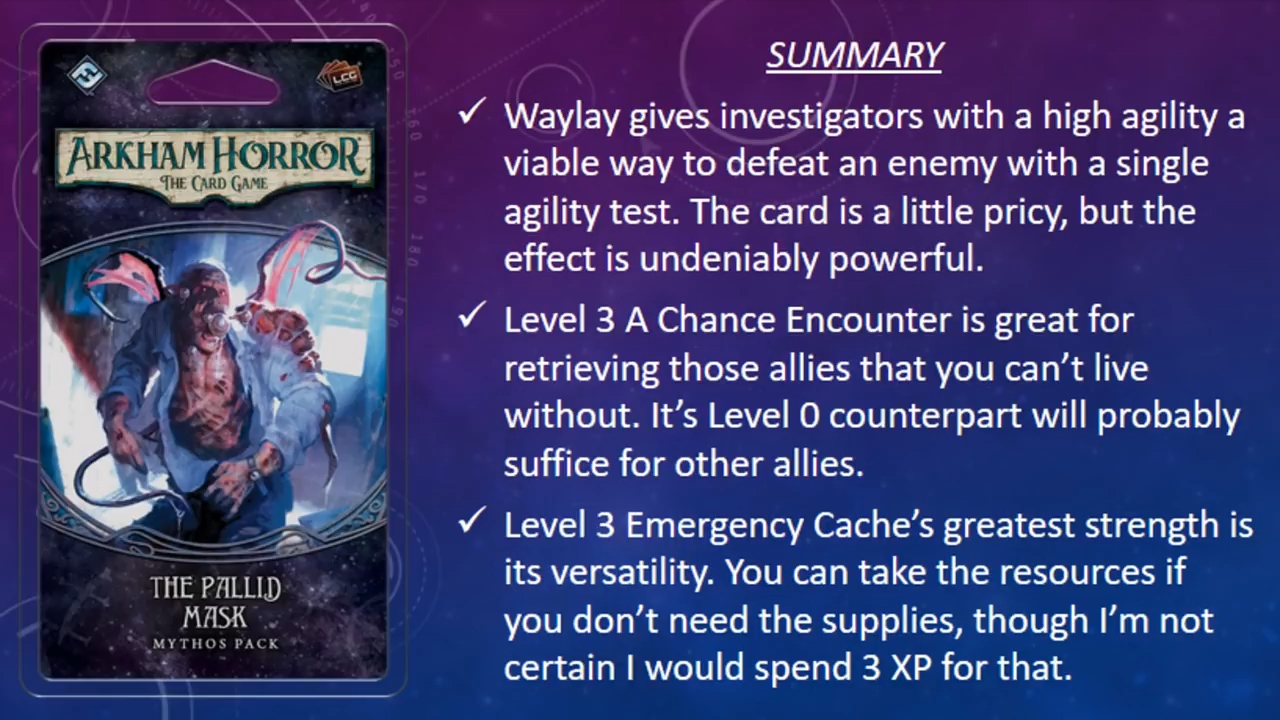 LCG
ARKHAM HORROR
THE CARD GAME
THE PALLID
MASK
MYTHOS PACK
SUMMARY
✓ Waylay gives investigators with a high agility a
viable way to defeat an enemy with a single
agility test. The card is a little pricy, but the
effect is undeniably powerful.
✓ Level 3 A Chance Encounter is great for
retrieving those allies that you can’t live
without. It’s Level 0 counterpart will probably
suffice for other allies.
✓ Level 3 Emergency Cache’s greatest strength is
its versatility. You can take the resources if
you don’t need the supplies, though I’m not
certain I would spend 3 XP for that.